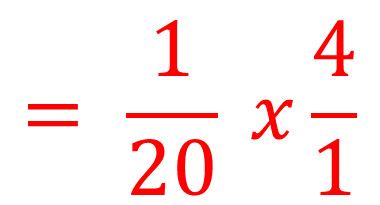 = 1/20 x 4/1